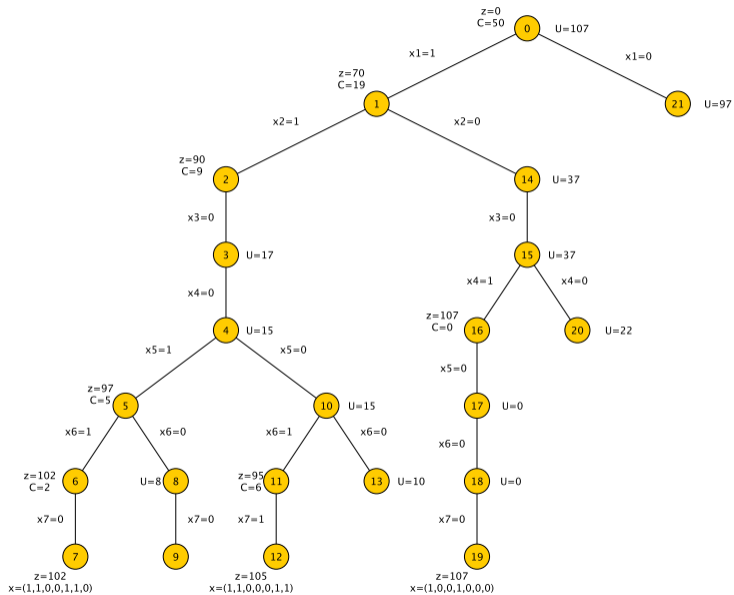 z=0
C=50
0
U=107
x1=1
x1=0
z=70
C=19
1
21
U=97
x2=1
x2=0
z=90
C=9
2
14
U=37
x3=0
x3=0
3
U=17
15
U=37
x4=0
x4=1
x4=0
4
U=15
z=107
C=0
16
20
U=22
x5=1
x5=0
x5=0
z=97
C=5
5
10
U=15
17
U=0
x6=1
x6=0
x6=1
x6=0
x6=0
z=102
C=2
6
U=8
8
z=95
C=6
11
13
U=10
18
U=0
x7=0
x7=0
x7=1
x7=0
7
9
12
19
z=102
x=(1,1,0,0,1,1,0)
z=105
x=(1,1,0,0,0,1,1)
z=107
x=(1,0,0,1,0,0,0)